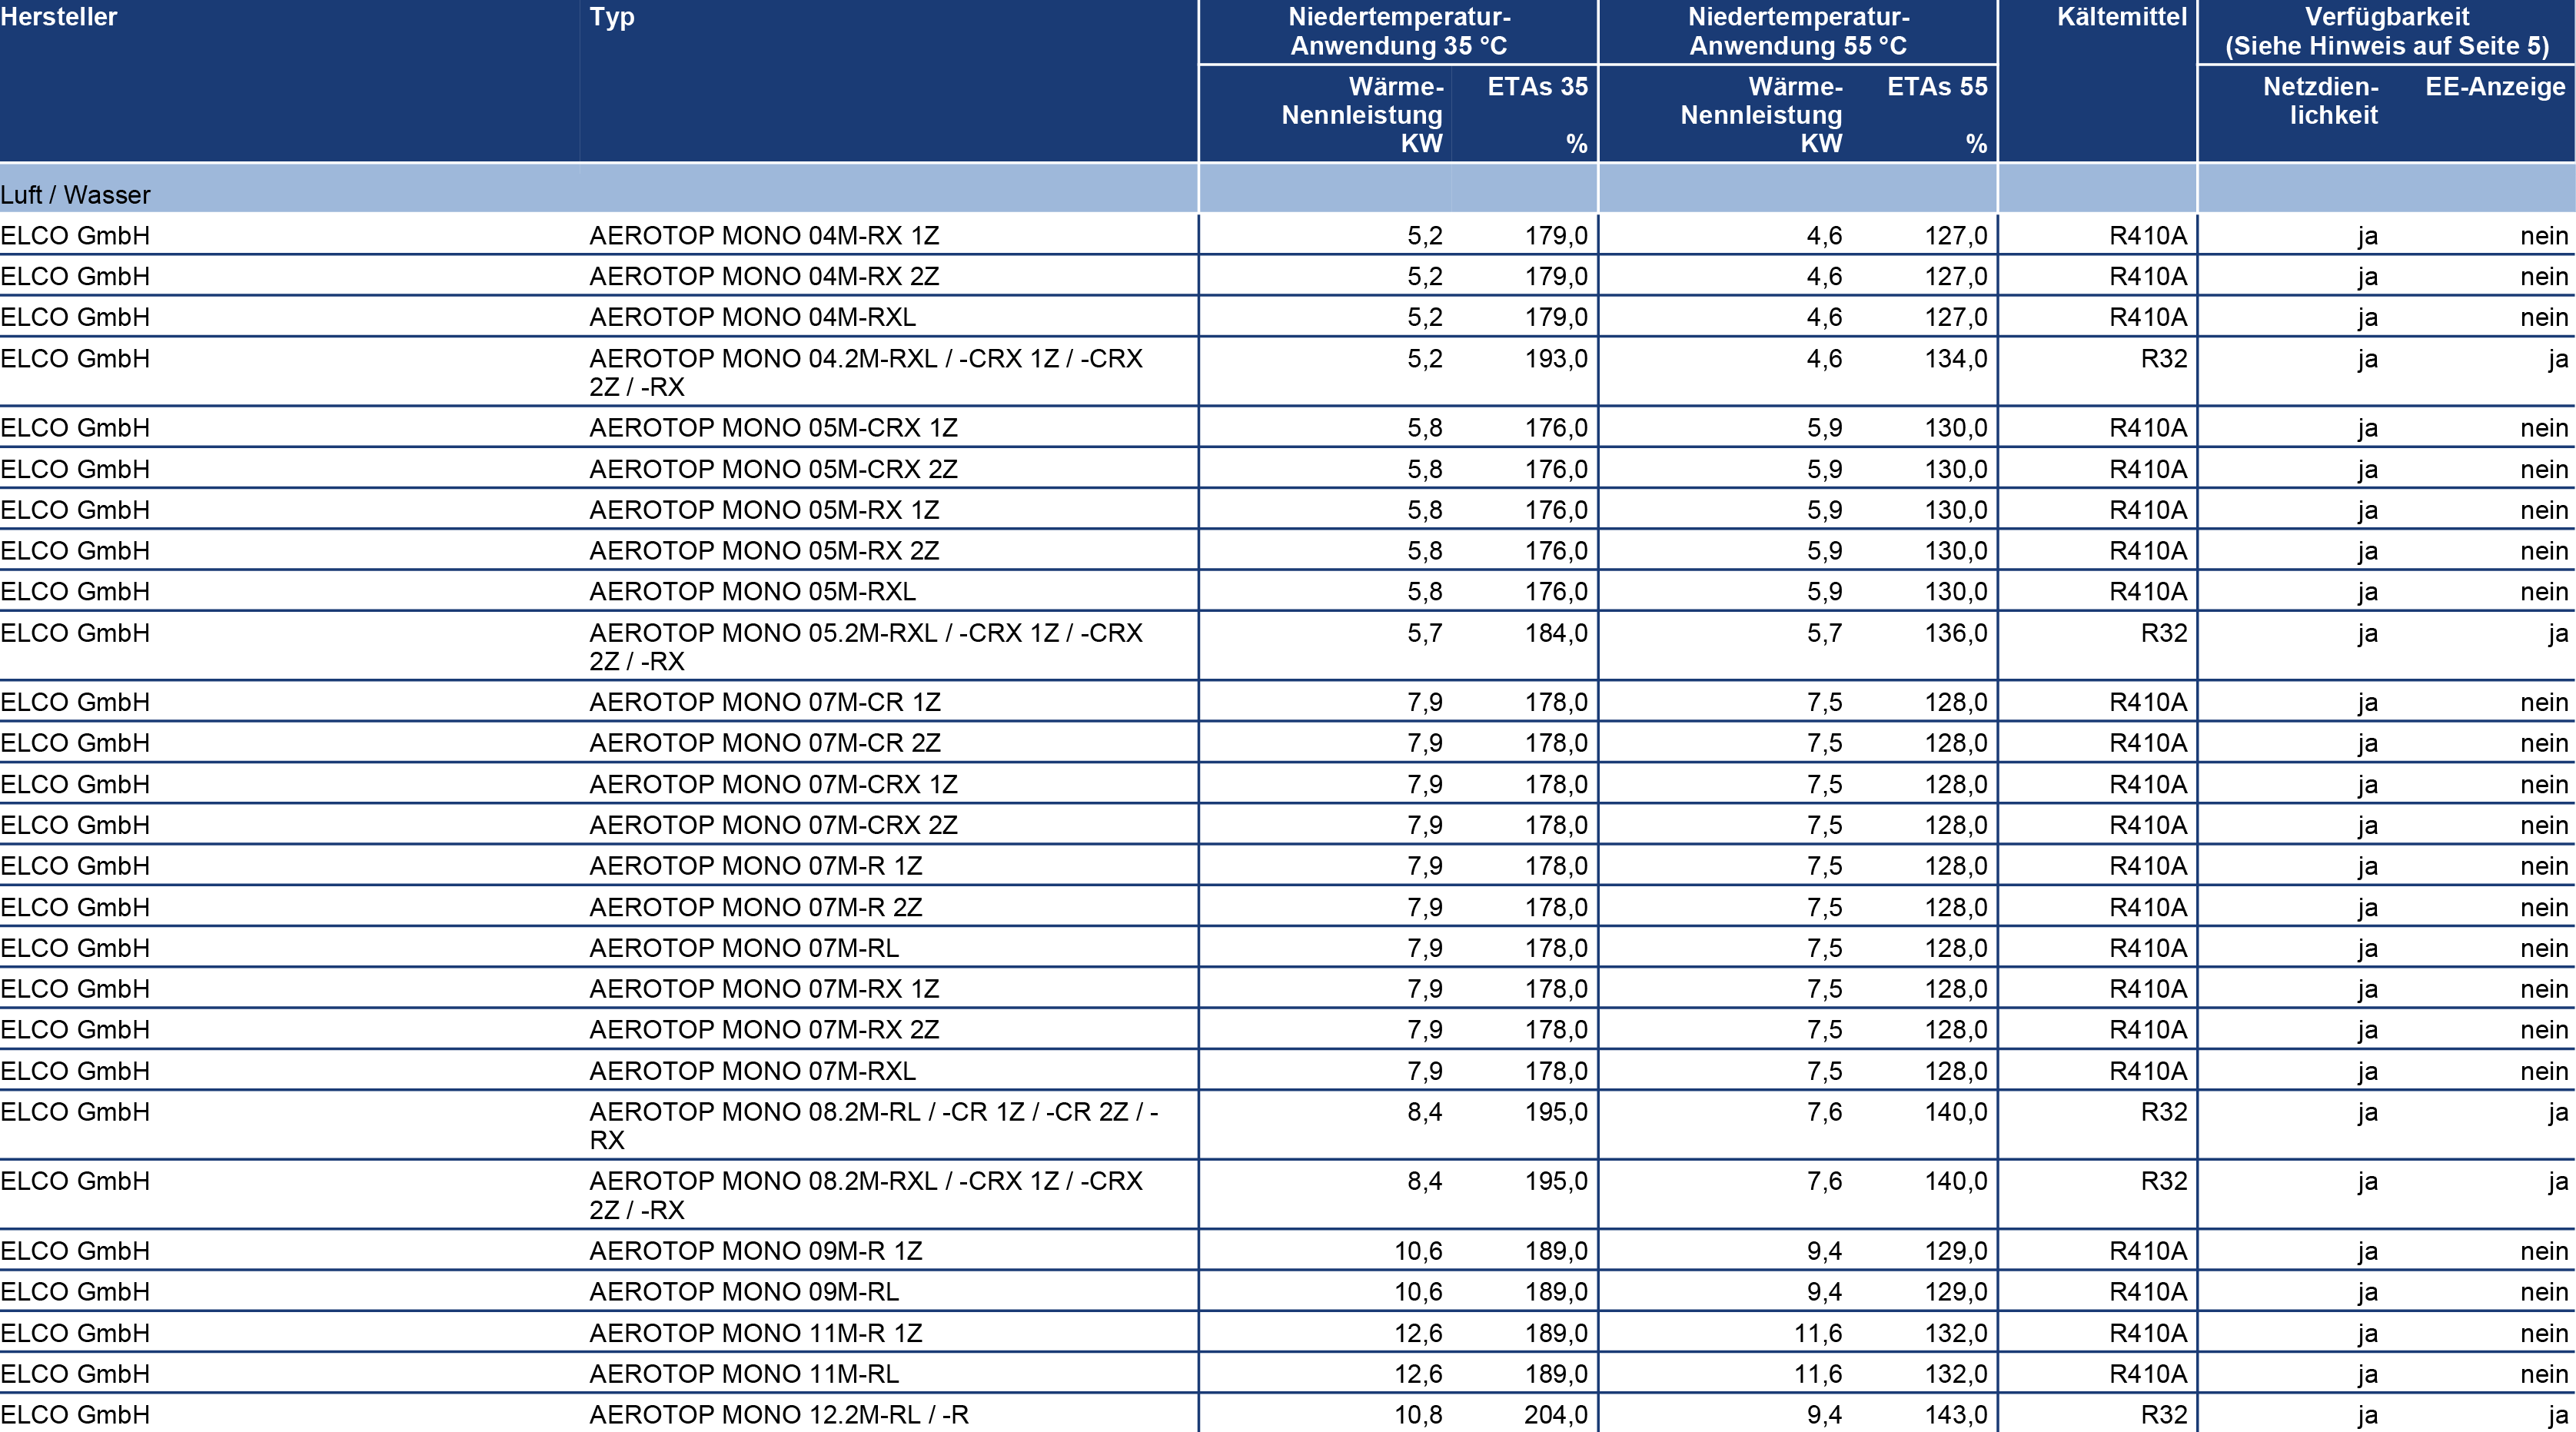 Hersteller Typ Niedertemperatur- Niedertemperatur- Kältemittel Verfügbarkeit
Anwendung 35 °C Anwendung 55 °C (Siehe Hinweis auf Seite 5)
Wärme- ETAs 35 Wärme- ETAs 55 Netzdien- EE-Anzeige
Nennleistung Nennleistung lichkeit
KW % KW %
Luft / Wasser
ELCO GmbH AEROTOP MONO 04M-RX 1Z 5,2 179,0 4,6 127,0 R410A ja nein
ELCO GmbH AEROTOP MONO 04M-RX 2Z 5,2 179,0 4,6 127,0 R410A ja nein
ELCO GmbH AEROTOP MONO 04M-RXL 5,2 179,0 4,6 127,0 R410A ja nein
ELCO GmbH AEROTOP MONO 04.2M-RXL / -CRX 1Z / -CRX 5,2 193,0 4,6 134,0 R32 ja ja
2Z / -RX
ELCO GmbH AEROTOP MONO 05M-CRX 1Z 5,8 176,0 5,9 130,0 R410A ja nein
ELCO GmbH AEROTOP MONO 05M-CRX 2Z 5,8 176,0 5,9 130,0 R410A ja nein
ELCO GmbH AEROTOP MONO 05M-RX 1Z 5,8 176,0 5,9 130,0 R410A ja nein
ELCO GmbH AEROTOP MONO 05M-RX 2Z 5,8 176,0 5,9 130,0 R410A ja nein
ELCO GmbH AEROTOP MONO 05M-RXL 5,8 176,0 5,9 130,0 R410A ja nein
ELCO GmbH AEROTOP MONO 05.2M-RXL / -CRX 1Z / -CRX 5,7 184,0 5,7 136,0 R32 ja ja
2Z / -RX
ELCO GmbH AEROTOP MONO 07M-CR 1Z 7,9 178,0 7,5 128,0 R410A ja nein
ELCO GmbH AEROTOP MONO 07M-CR 2Z 7,9 178,0 7,5 128,0 R410A ja nein
ELCO GmbH AEROTOP MONO 07M-CRX 1Z 7,9 178,0 7,5 128,0 R410A ja nein
ELCO GmbH AEROTOP MONO 07M-CRX 2Z 7,9 178,0 7,5 128,0 R410A ja nein
ELCO GmbH AEROTOP MONO 07M-R 1Z 7,9 178,0 7,5 128,0 R410A ja nein
ELCO GmbH AEROTOP MONO 07M-R 2Z 7,9 178,0 7,5 128,0 R410A ja nein
ELCO GmbH AEROTOP MONO 07M-RL 7,9 178,0 7,5 128,0 R410A ja nein
ELCO GmbH AEROTOP MONO 07M-RX 1Z 7,9 178,0 7,5 128,0 R410A ja nein
ELCO GmbH AEROTOP MONO 07M-RX 2Z 7,9 178,0 7,5 128,0 R410A ja nein
ELCO GmbH AEROTOP MONO 07M-RXL 7,9 178,0 7,5 128,0 R410A ja nein
ELCO GmbH AEROTOP MONO 08.2M-RL / -CR 1Z / -CR 2Z / - 8,4 195,0 7,6 140,0 R32 ja ja
RX
ELCO GmbH AEROTOP MONO 08.2M-RXL / -CRX 1Z / -CRX 8,4 195,0 7,6 140,0 R32 ja ja
2Z / -RX
ELCO GmbH AEROTOP MONO 09M-R 1Z 10,6 189,0 9,4 129,0 R410A ja nein
ELCO GmbH AEROTOP MONO 09M-RL 10,6 189,0 9,4 129,0 R410A ja nein
ELCO GmbH AEROTOP MONO 11M-R 1Z 12,6 189,0 11,6 132,0 R410A ja nein
ELCO GmbH AEROTOP MONO 11M-RL 12,6 189,0 11,6 132,0 R410A ja nein
ELCO GmbH AEROTOP MONO 12.2M-RL / -R 10,8 204,0 9,4 143,0 R32 ja ja